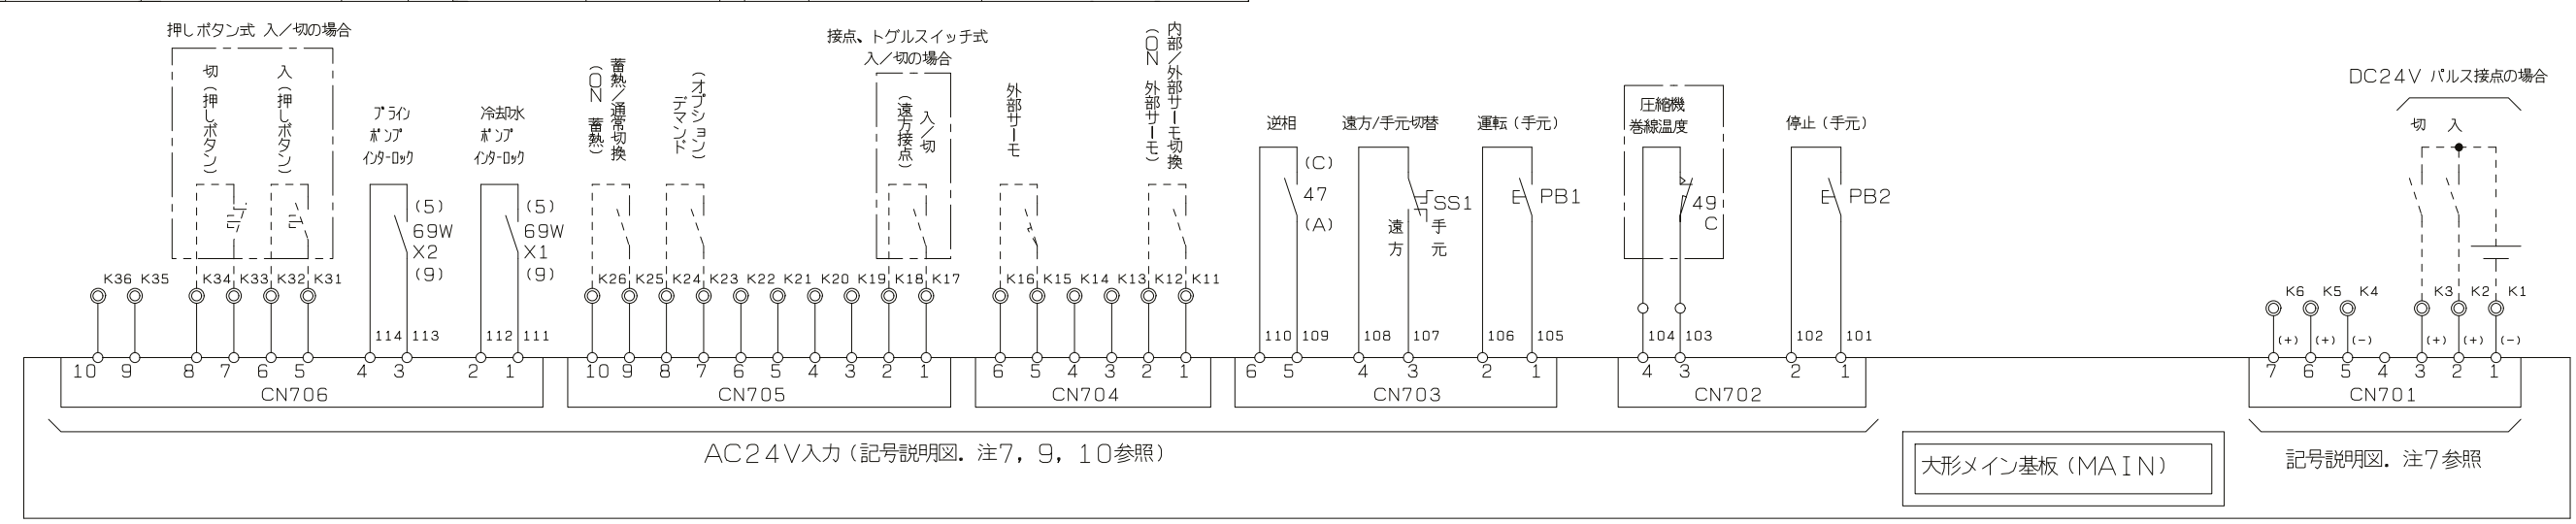 押しボタン式 入／切の場合
切（押しボタン）
入（押しボタン）
ブライン
ポンプ
インターロック
(5)
69W
X2
(9)
冷却水
ポンプ
インターロック
(5)
69W
X1
(9)
蓄熱／通常切換
（ON 蓄熱）
デマンド
（オプション）
接点、トグルスイッチ式
入／切の場合
入／切
（遠方接点）
外部サーモ
内部／外部サーモ切換
（ON 外部サーモ）
逆相
(C)
47
(A)
遠方/手元切替
SS1
遠方
手元
運転（手元）
PB1
圧縮機
巻線温度
49
C
停止（手元）
PB2
DC24V パルス接点の場合
切 入
K36 K35 K34 K33 K32 K31
K26 K25 K24 K23 K22 K21 K20 K19 K18 K17
K16 K15 K14 K13 K12 K11
K6 K5 K4 K3 K2 K1
114 113 112 111
110 109 108 107 106 105
104 103 102 101
(+) (+) (-) (+) (+) (-)
10 9 8 7 6 5 4 3 2 1
CN706
10 9 8 7 6 5 4 3 2 1
CN705
6 5 4 3 2 1
CN704
6 5 4 3 2 1
CN703
4 3 2 1
CN702
7 6 5 4 3 2 1
CN701
AC24V入力（記号説明図．注7，9，10参照）
大形メイン基板（MAIN）
記号説明図．注7参照